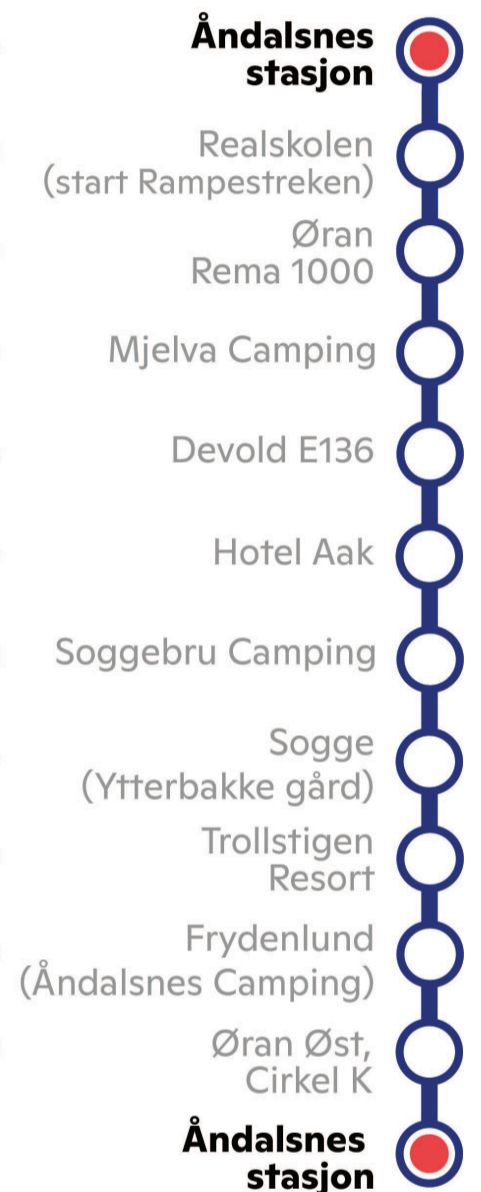 Åndalsnes
stasjon
Realskolen
(start Rampestreken)
Øran
Rema 1000
Mjelva Camping
Devold E136
Hotel Aak
Soggebru Camping
Sogge
(Ytterbakke gård)
Trollstigen
Resort
Frydenlund
(Åndalsnes Camping)
Øran Øst,
Cirkel K
Åndalsnes
stasjon